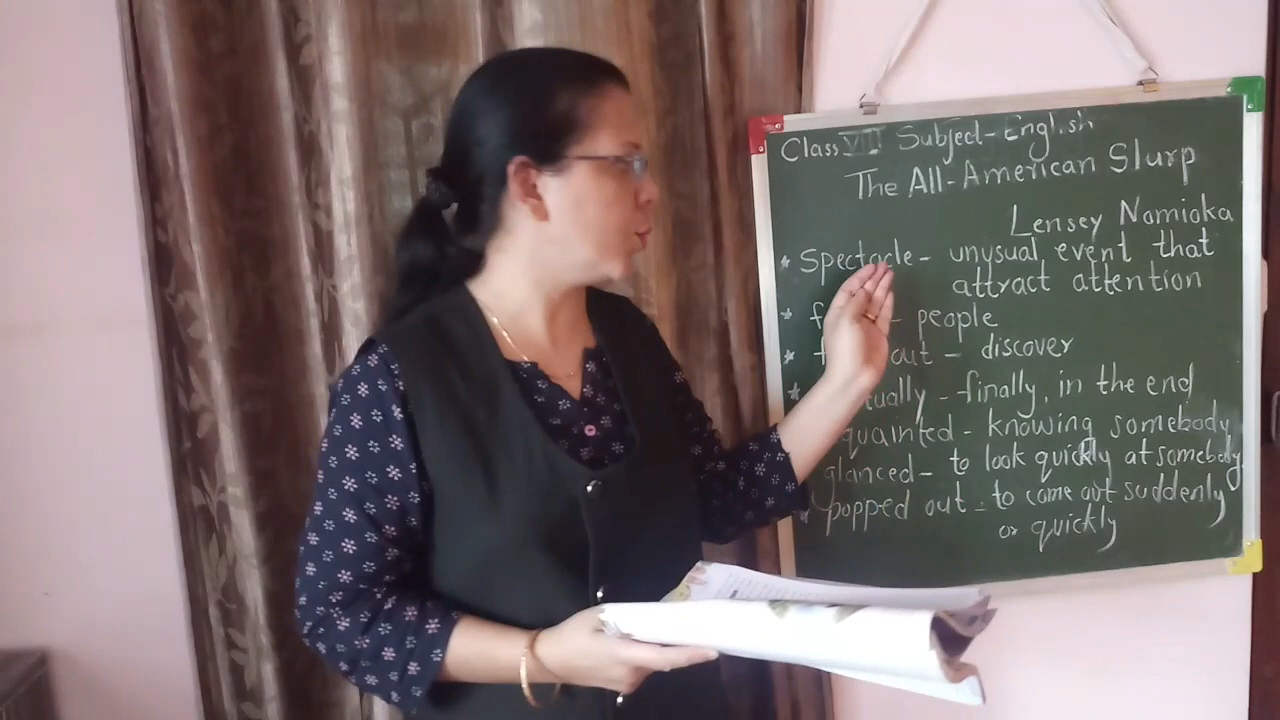 Class VII Subject-English
The All-American Slurp
Lensey Namioka
* Spectacle - unusual event that
attract attention
* - people
* out - discover
* - finally, in the end
- knowing somebody
glanced - to look quickly at somebody
* popped out - to come out suddenly
or quickly